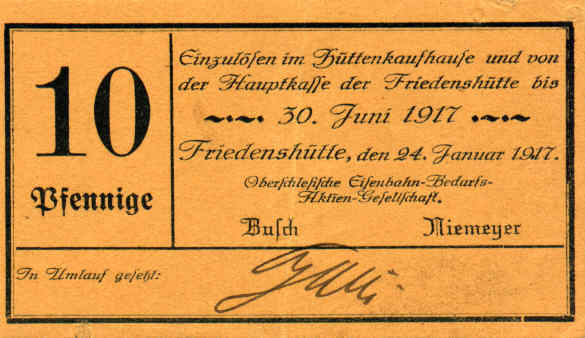 10
Pfennige
Einzulöſen im Hüttenkaufhauſe und von
der Hauptkaſſe der Friedenshütte bis
30. Juni 1917
Friedenshütte, den 24. Januar 1917.
Oberſchleſiſche Eiſenbahn-Bedarfs-
Aktien-Geſellſchaft.
Buſch Niemeyer
In Umlauf geſetzt: